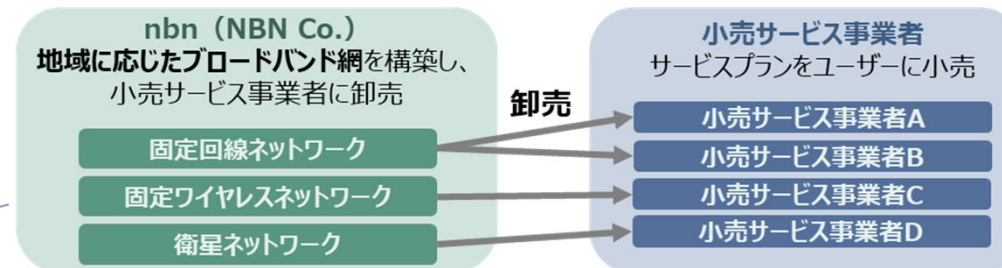 nbn（NBN Co.）
地域に応じたブロードバンド網を構築し、
小売サービス事業者に卸売
固定回線ネットワーク
固定ワイヤレスネットワーク
衛星ネットワーク
卸売
小売サービス事業者
サービスプランをユーザーに小売
小売サービス事業者A
小売サービス事業者B
小売サービス事業者C
小売サービス事業者D